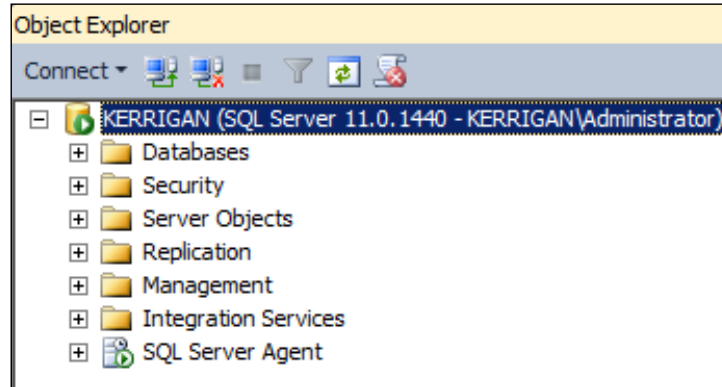 Object Explorer
Connect
KERRIGAN (SQL Server 11.0.1440 - KERRIGAN\Administrator)
Databases
Security
Server Objects
Replication
Management
Integration Services
SQL Server Agent